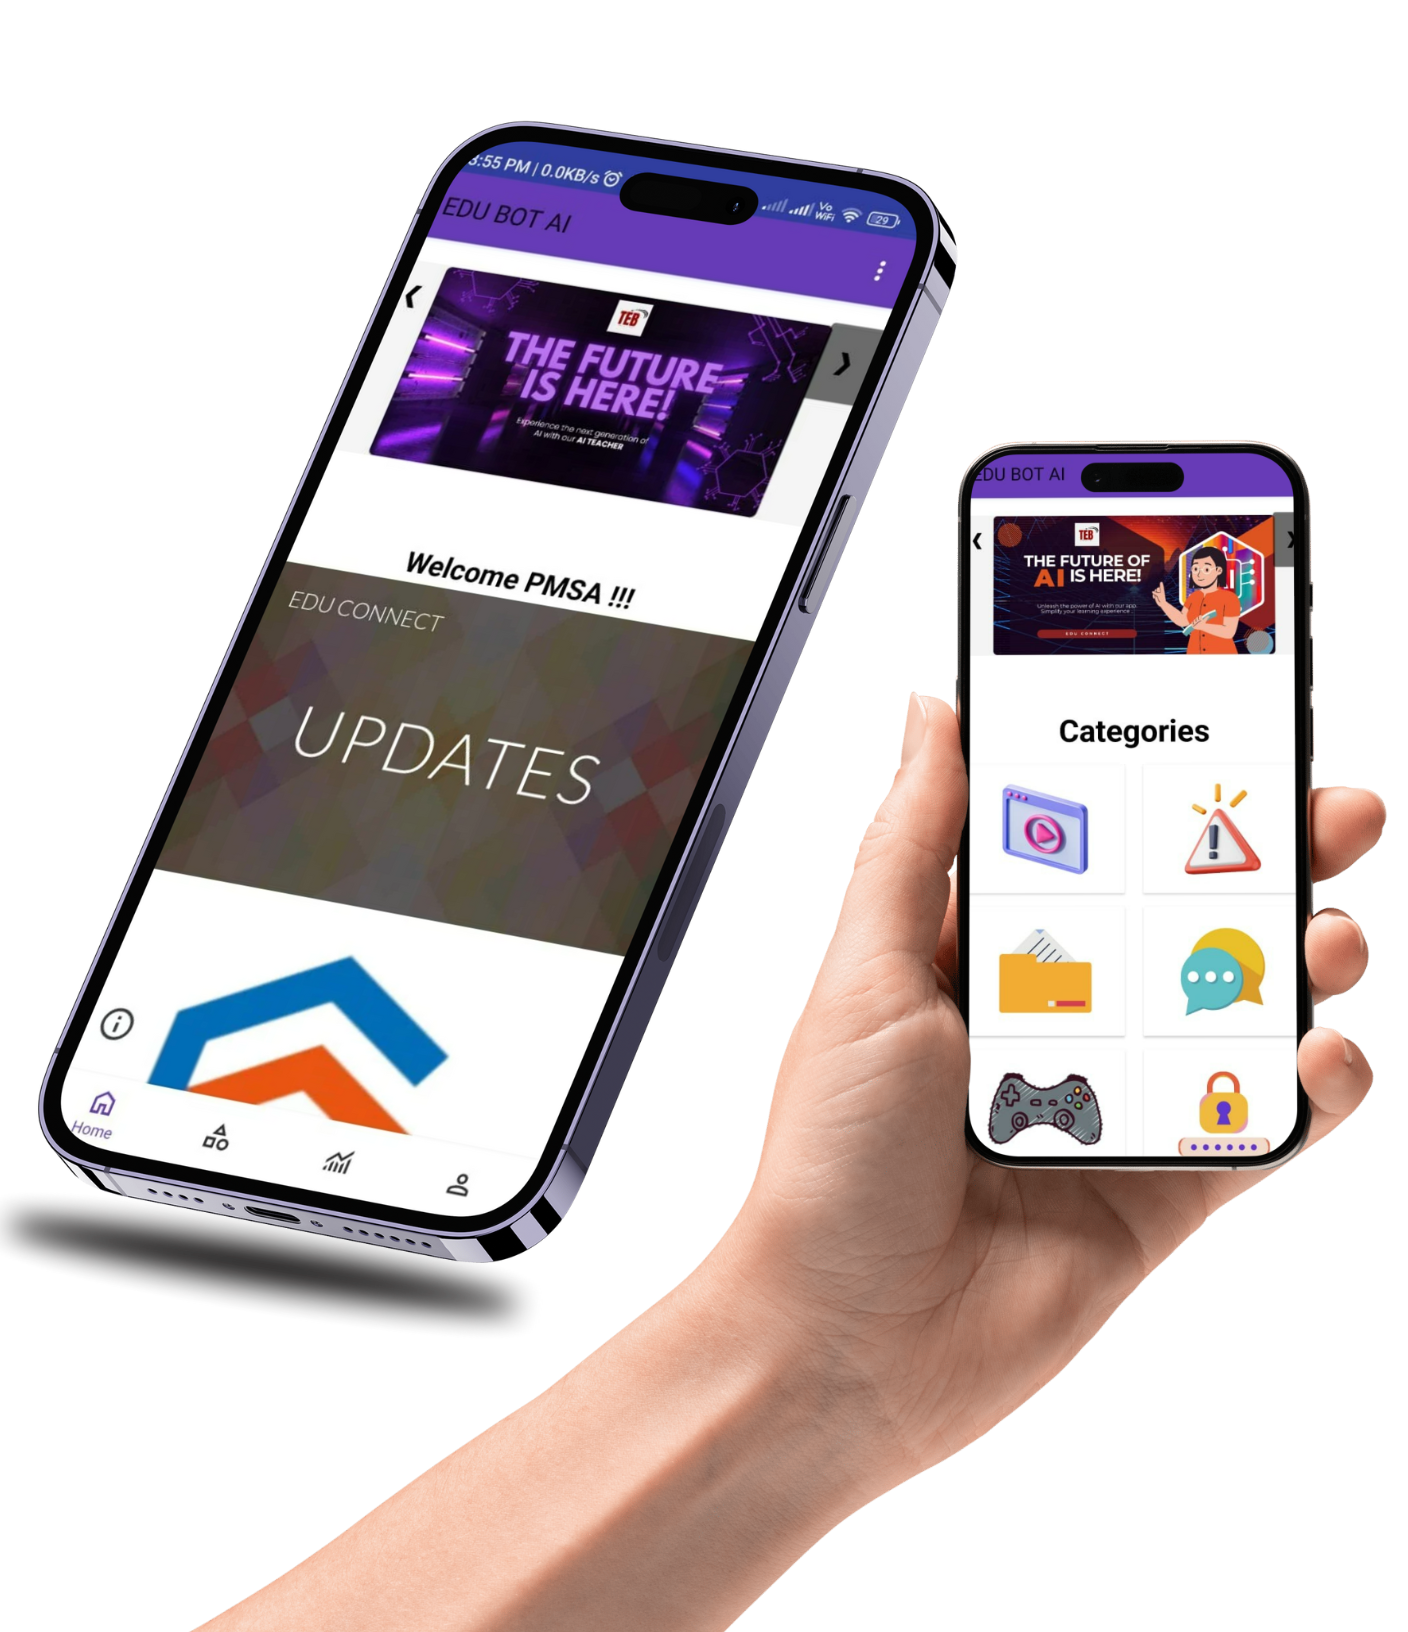 3:55 PM | 0.0KB/s
Vo
WiFi
29
EDU BOT AI
TEB
THE FUTURE
IS HERE!
Experience the next generation of
AI with our AI TEACHER
Welcome PMSA !!!
EDU CONNECT
UPDATES
Home
EDU BOT AI
TEB
THE FUTURE OF
AI IS HERE!
Unleash the power of AI with our app.
Simplify your learning experience
EDU CONNECT
Categories